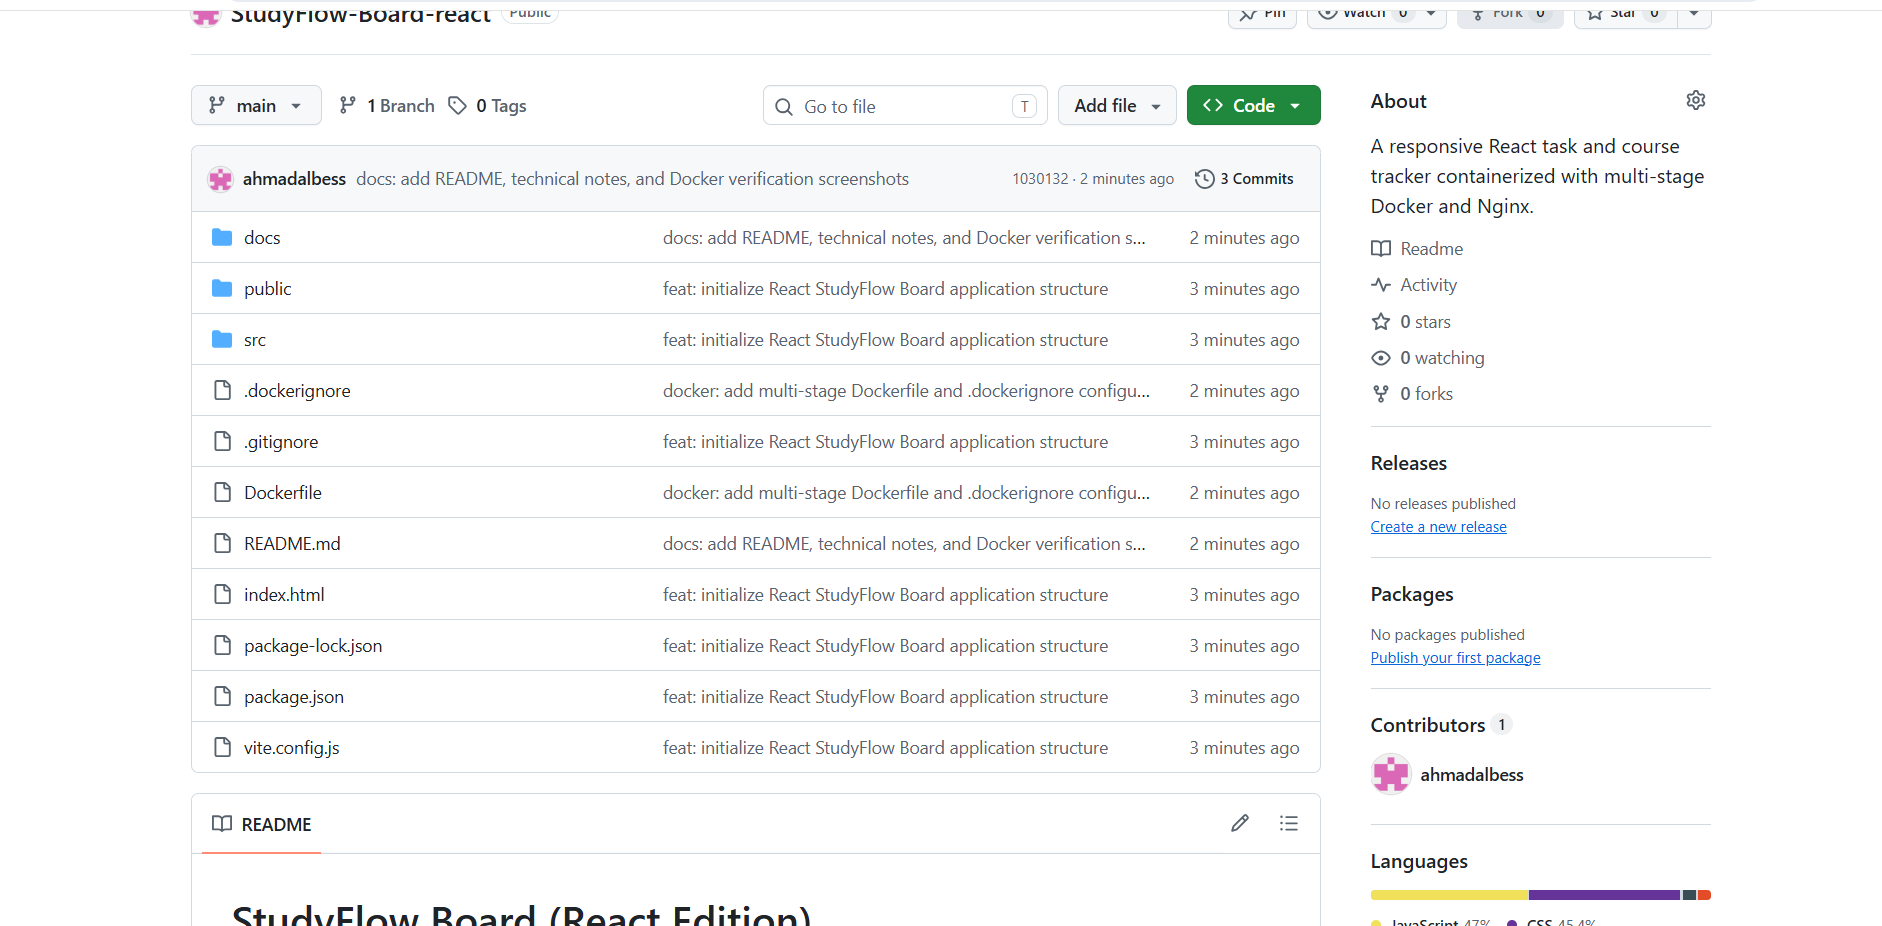 StudyFlow-Board-react Public
Pin Watch 0 Fork 0 Star 0
main 1 Branch 0 Tags Go to file T Add file Code
ahmadalbess docs: add README, technical notes, and Docker verification screenshots 1030132 · 2 minutes ago 3 Commits
docs docs: add README, technical notes, and Docker verification s... 2 minutes ago
public feat: initialize React StudyFlow Board application structure 3 minutes ago
src feat: initialize React StudyFlow Board application structure 3 minutes ago
.dockerignore docker: add multi-stage Dockerfile and .dockerignore configu... 2 minutes ago
.gitignore feat: initialize React StudyFlow Board application structure 3 minutes ago
Dockerfile docker: add multi-stage Dockerfile and .dockerignore configu... 2 minutes ago
README.md docs: add README, technical notes, and Docker verification s... 2 minutes ago
index.html feat: initialize React StudyFlow Board application structure 3 minutes ago
package-lock.json feat: initialize React StudyFlow Board application structure 3 minutes ago
package.json feat: initialize React StudyFlow Board application structure 3 minutes ago
vite.config.js feat: initialize React StudyFlow Board application structure 3 minutes ago
README
StudyFlow Board (React Edition)
About
A responsive React task and course
tracker containerized with multi-stage
Docker and Nginx.
Readme
Activity
0 stars
0 watching
0 forks
Releases
No releases published
Create a new release
Packages
No packages published
Publish your first package
Contributors 1
ahmadalbess
Languages
JavaScript 47% CSS 45.4%